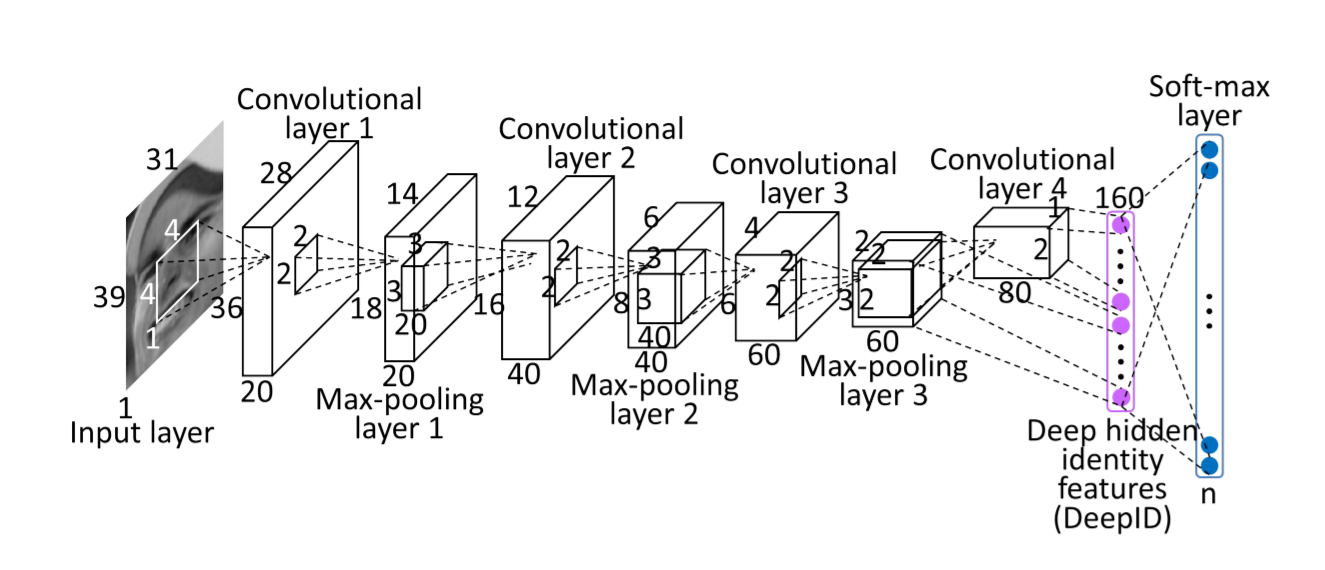 31
4
4
1
39
1
Input layer
Convolutional
layer 1
28
2
2
36
20
14
3
3
20
18
20
Max-pooling
layer 1
Convolutional
layer 2
12
2
2
16
40
6
3
3
40
8
40
Max-pooling
layer 2
Convolutional
layer 3
4
2
2
6
60
2
2
2
3
60
Max-pooling
layer 3
Convolutional
layer 4
1
2
80
160
Deep hidden
identity
features
(DeepID)
Soft-max
layer
n